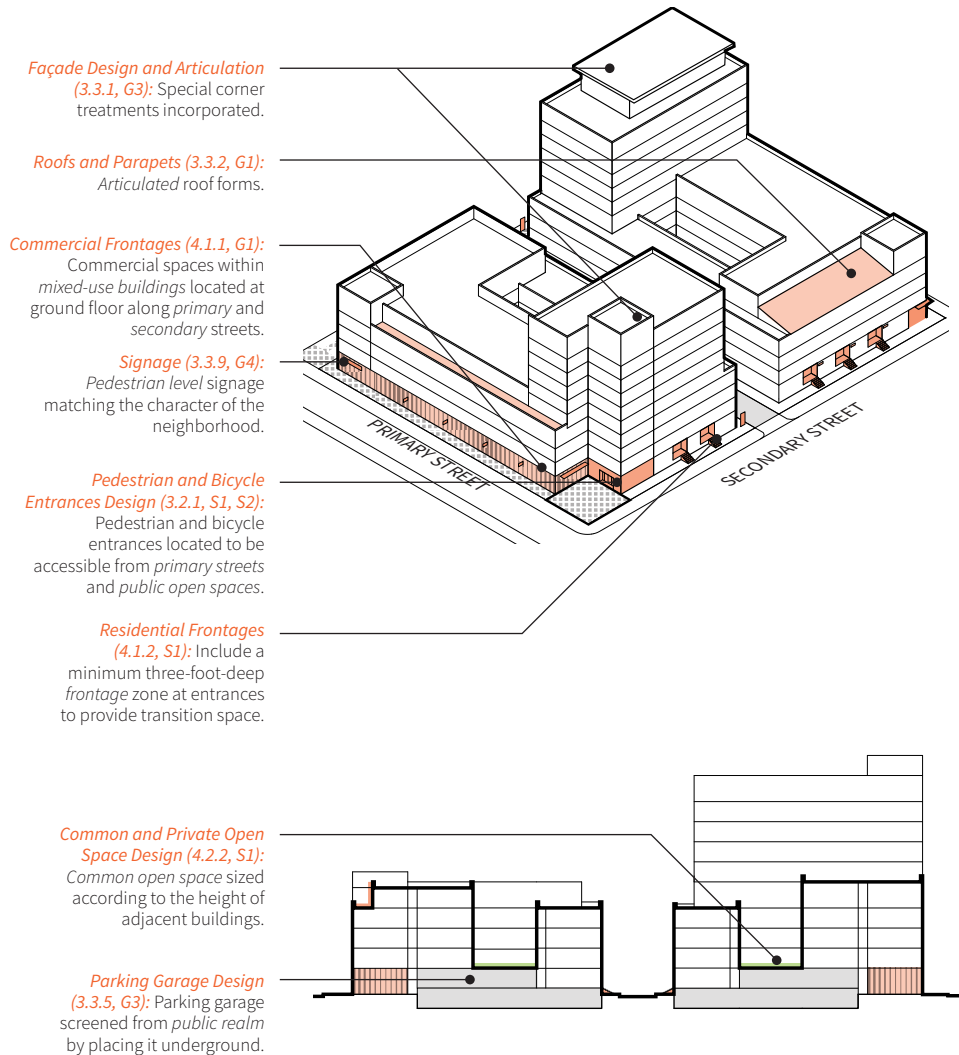 Façade Design and Articulation
(3.3.1, G3): Special corner
treatments incorporated.
Roofs and Parapets (3.3.2, G1):
Articulated roof forms.
Commercial Frontages (4.1.1, G1):
Commercial spaces within
mixed-use buildings located at
ground floor along primary and
secondary streets.
Signage (3.3.9, G4):
Pedestrian level signage
matching the character of the
neighborhood.
PRIMARY STREET
SECONDARY STREET
Pedestrian and Bicycle
Entrances Design (3.2.1, S1, S2):
Pedestrian and bicycle
entrances located to be
accessible from primary streets
and public open spaces.
Residential Frontages
(4.1.2, S1): Include a
minimum three-foot-deep
frontage zone at entrances
to provide transition space.
Common and Private Open
Space Design (4.2.2, S1):
Common open space sized
according to the height of
adjacent buildings.
Parking Garage Design
(3.3.5, G3): Parking garage
screened from public realm
by placing it underground.